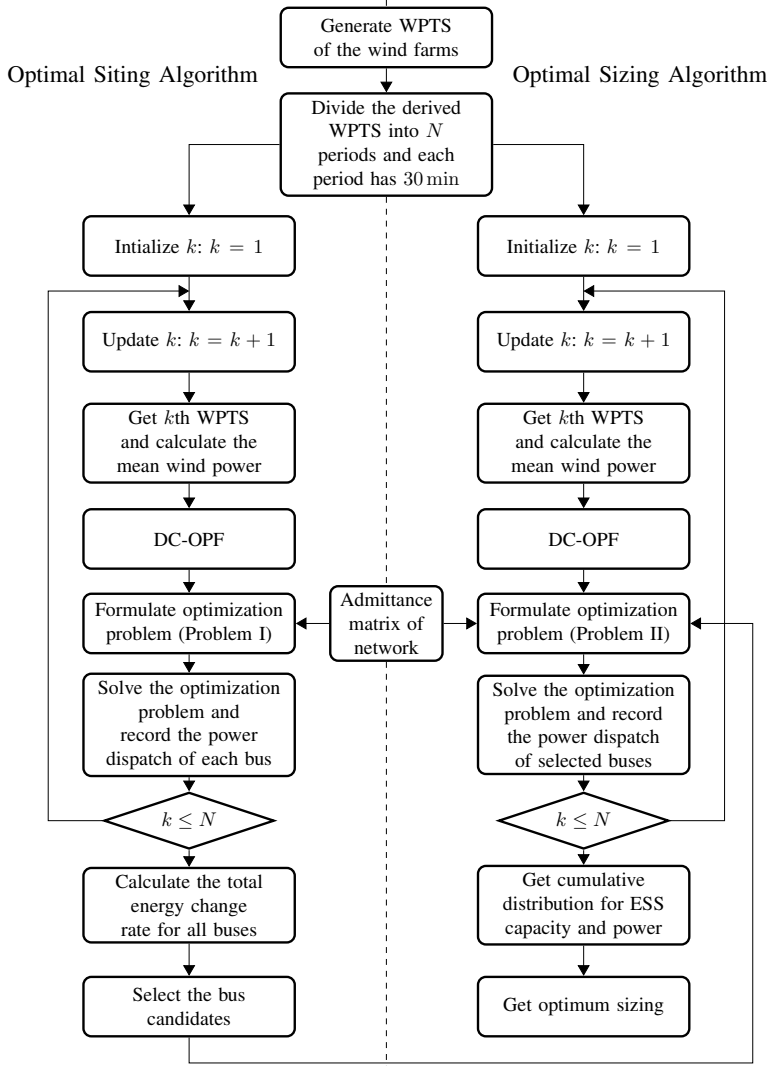 Generate WPTS
of the wind farms
Optimal Siting Algorithm
Optimal Sizing Algorithm
Divide the derived
WPTS into N
periods and each
period has 30 min
Intialize k: k = 1
Update k: k = k + 1
Get kth WPTS
and calculate the
mean wind power
DC-OPF
Formulate optimization
problem (Problem I)
Solve the optimization
problem and
record the power
dispatch of each bus
k ≤ N
Calculate the total
energy change
rate for all buses
Select the bus
candidates
Admittance
matrix of
network
Initialize k: k = 1
Update k: k = k + 1
Get kth WPTS
and calculate the
mean wind power
DC-OPF
Formulate optimization
problem (Problem II)
Solve the optimization
problem and record
the power dispatch
of selected buses
k ≤ N
Get cumulative
distribution for ESS
capacity and power
Get optimum sizing